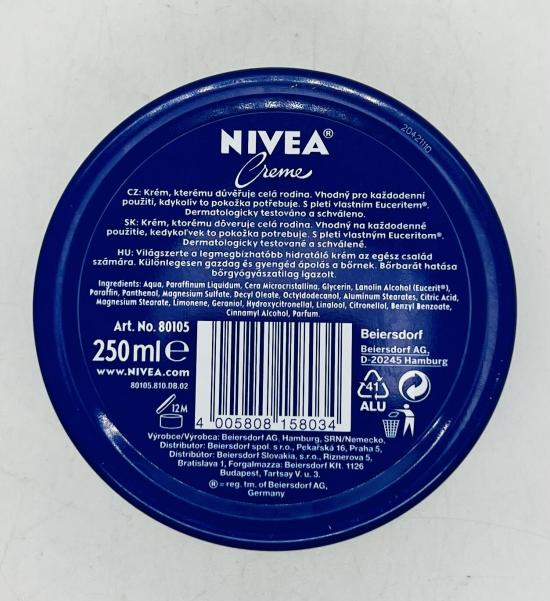 NIVEA®
Creme
20421110
CZ: Krém, kterému důvěřuje celá rodina. Vhodný pro každodenní
použití, kdykoliv to pokožka potřebuje. S pletí vlastním Euceritem®.
Dermatologicky testováno a schváleno.
SK: Krém, ktorému dôveruje celá rodina. Vhodný na každodenné
použitie, kedykoľvek to pokožka potrebuje. S pleti vlastným Euceritom®.
Dermatologicky testované a schválené.
HU: Világszerte a legmegbízhatóbb hidratáló krém az egész család
számára. Különlegesen gazdag és gyengéd ápolás a bőrnek. Bőrbarát hatása
bőrgyógyászatilag igazolt.
Ingredients: Aqua, Paraffinum Liquidum, Cera Microcristallina, Glycerin, Lanolin Alcohol (Eucerit®),
Paraffin, Panthenol, Magnesium Sulfate, Decyl Oleate, Octyldodecanol, Aluminum Stearates, Citric Acid,
Magnesium Stearate, Limonene, Geraniol, Hydroxycitronellal, Linalool, Citronellol, Benzyl Benzoate,
Cinnamyl Alcohol, Parfum.
Art. No. 80105
250 ml e
www.NIVEA.com
80105.810.DB.02
12M
4 005808 158034
Beiersdorf
Beiersdorf AG,
D-20245 Hamburg
41
ALU
Výrobce/Výrobca: Beiersdorf AG, Hamburg, SRN/Nemecko,
Distributor: Beiersdorf spol. s r.o., Pekařská 16, Praha 5,
Distribútor: Beiersdorf Slovakia, s.r.o., Riznerova 5,
Bratislava 1, Forgalmazza: Beiersdorf Kft. 1126
Budapest, Tartsay V. u. 3.
® = reg. tm. of Beiersdorf AG,
Germany